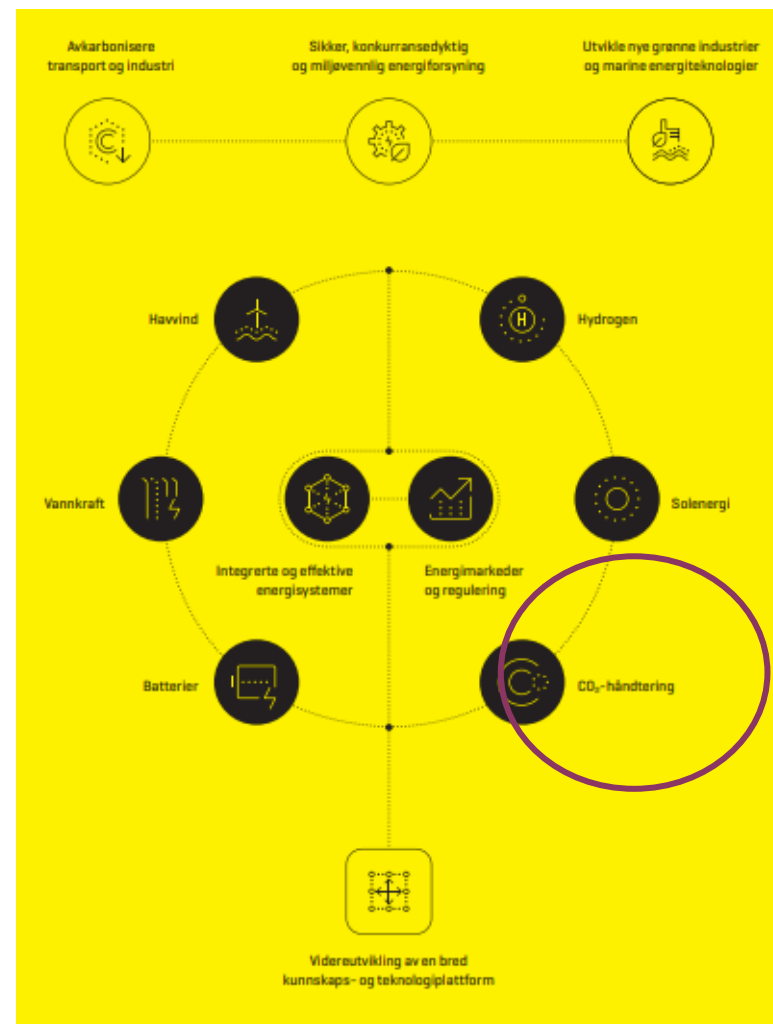 Avkarbonisere
transport og industri
Sikker, konkurransedyktig
og miljøvennlig energiforsyning
Utvikle nye grønne industrier
og marine energiteknologier
Havvind
H
Hydrogen
Vannkraft
Solenergi
Integrerte og effektive
energisystemer
Energimarkeder
og regulering
Batterier
CO₂-håndtering
Videreutvikling av en bred
kunnskaps- og teknologiplattform